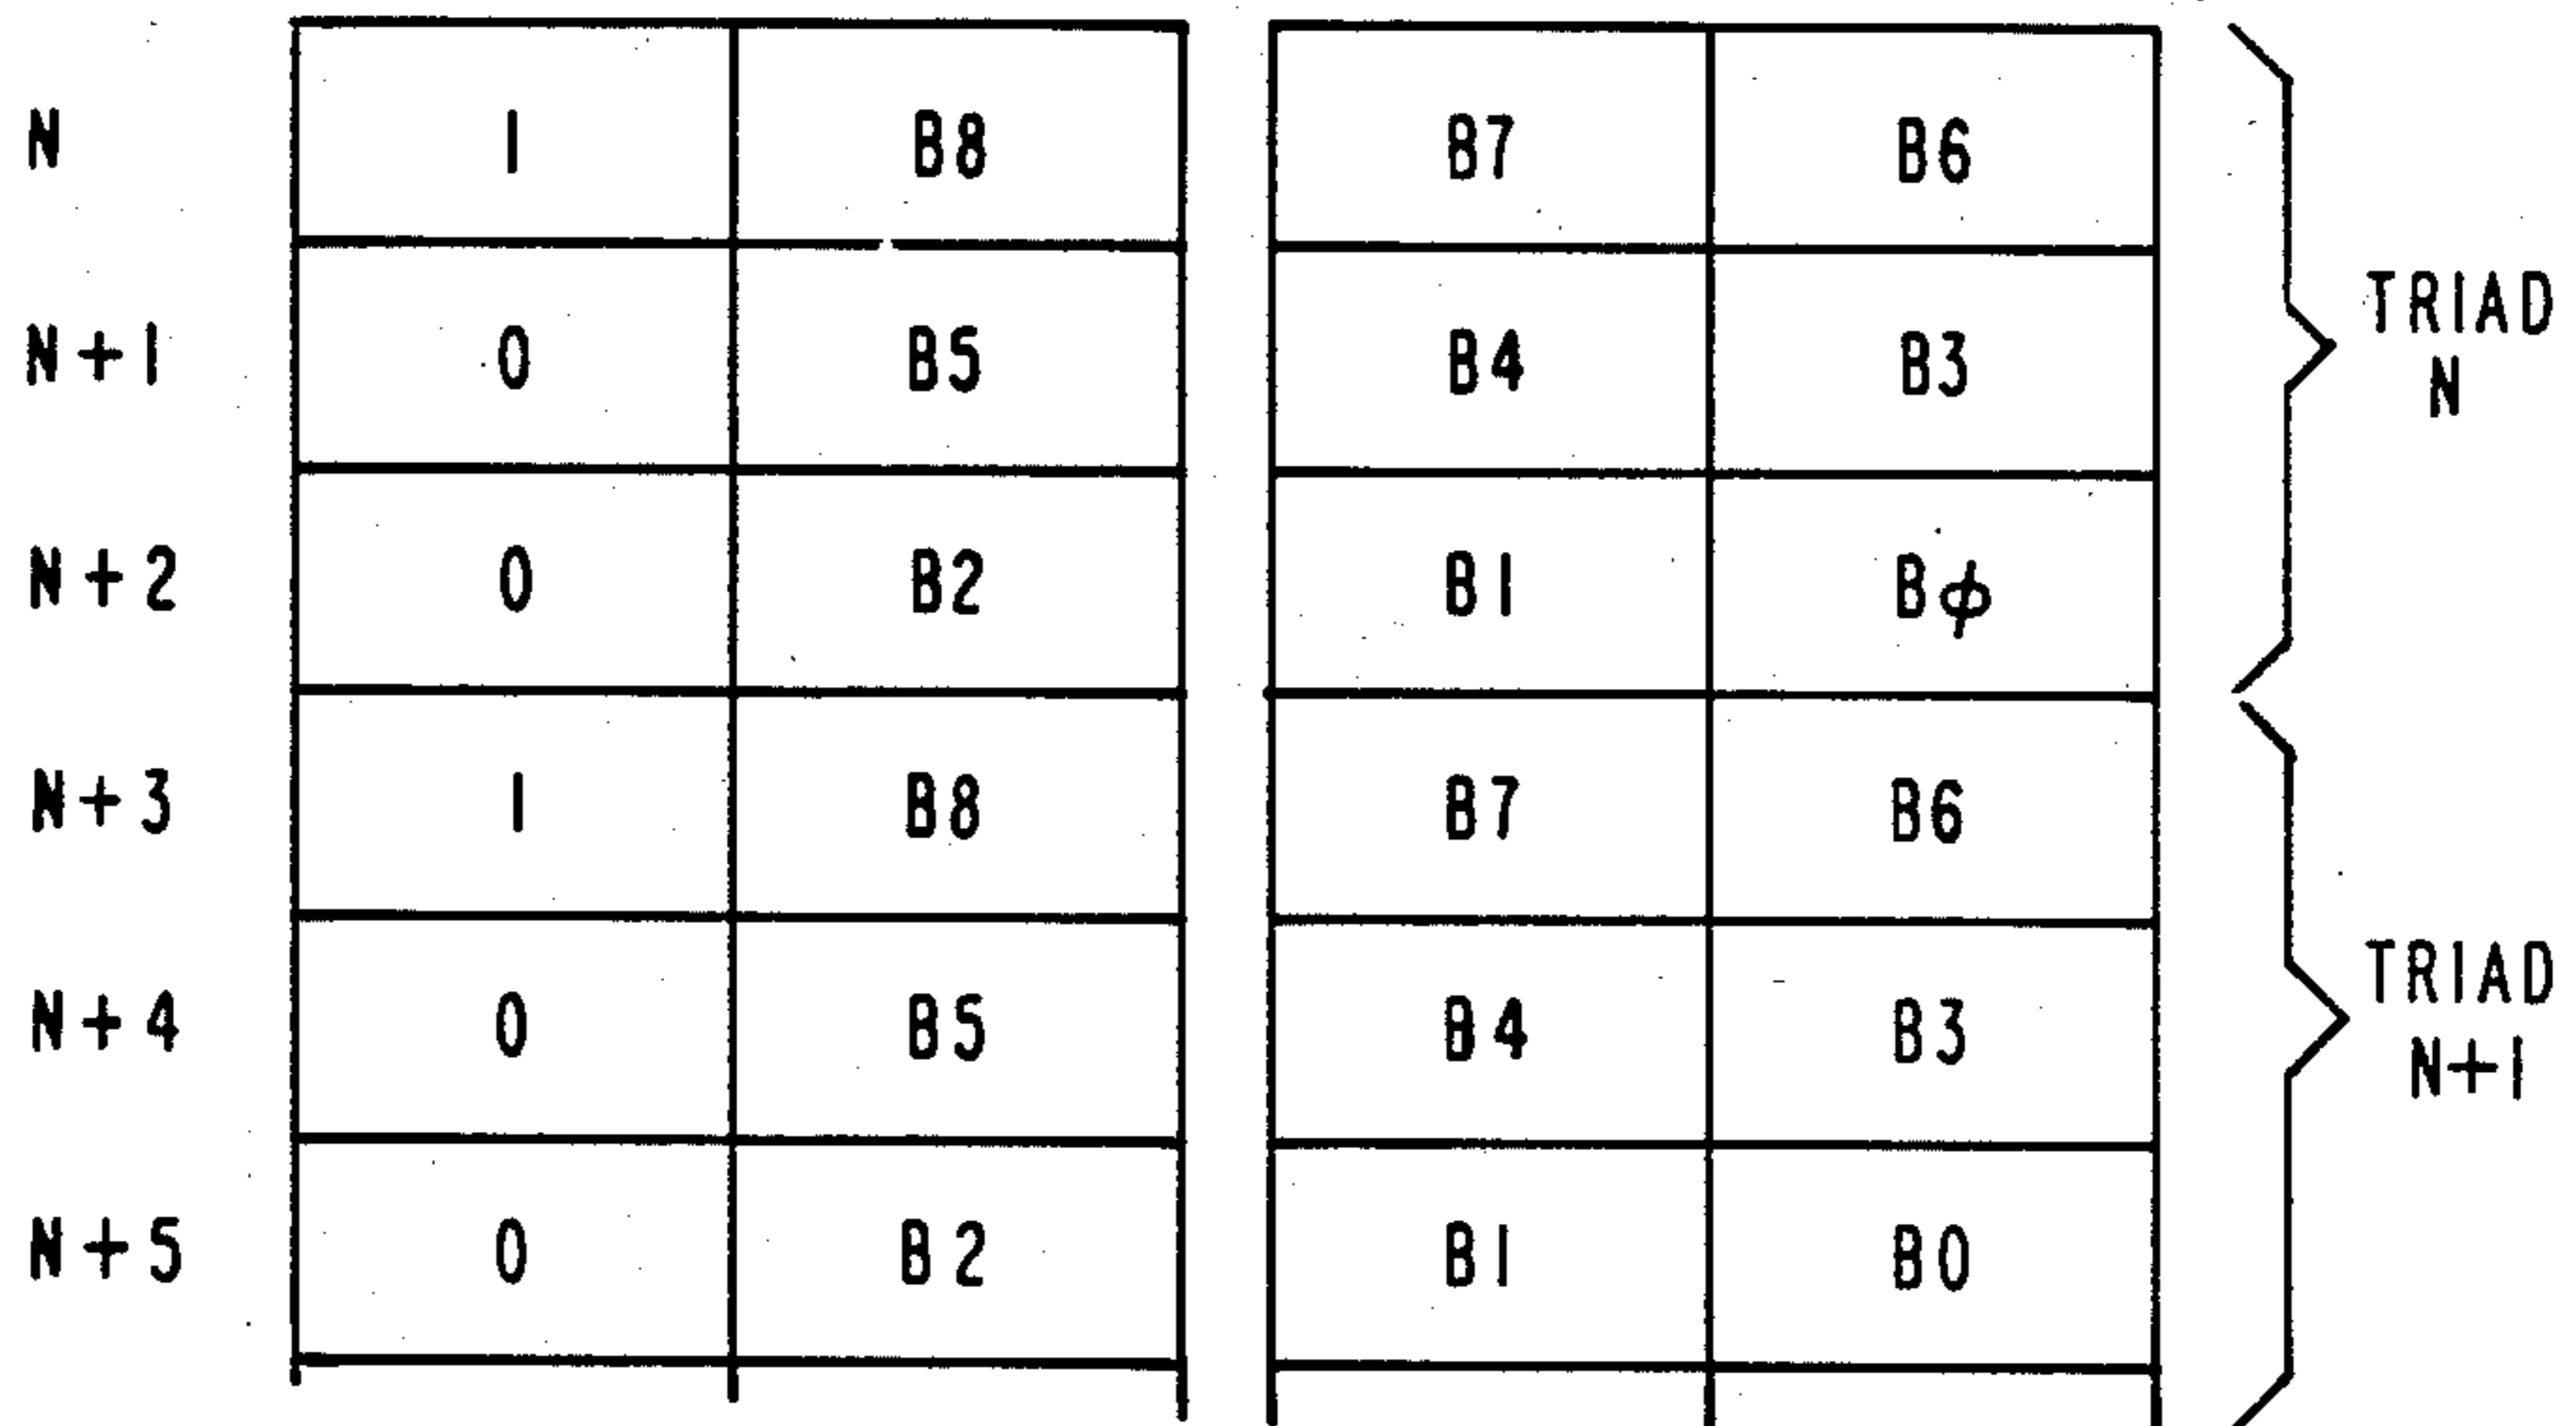 N 1 B8 B7 B6
N+1 0 B5 B4 B3
TRIAD
N
N+2 0 B2 B1 Bϕ
N+3 1 B8 B7 B6
N+4 0 B5 B4 B3
TRIAD
N+1
N+5 0 B2 B1 B0